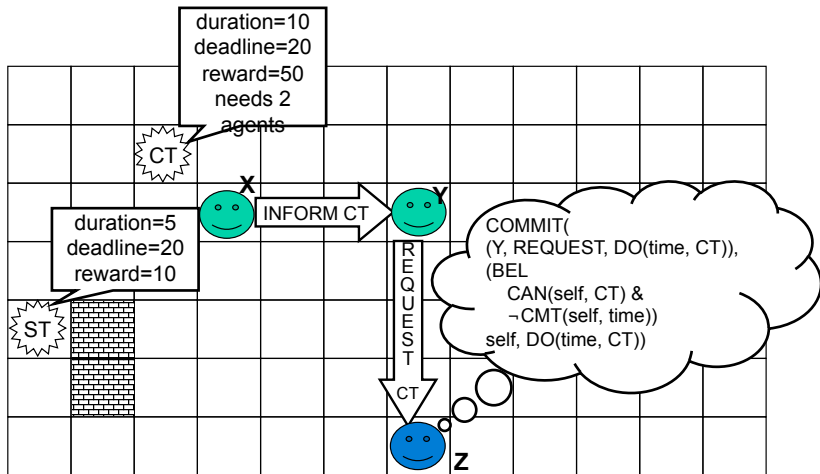 duration=10
deadline=20
reward=50
needs 2
agents
CT
X
INFORM CT
Y
duration=5
deadline=20
reward=10
ST
REQUEST
CT
COMMIT(
(Y, REQUEST, DO(time, CT)),
(BEL
CAN(self, CT) &
¬CMT(self, time))
self, DO(time, CT))
Z